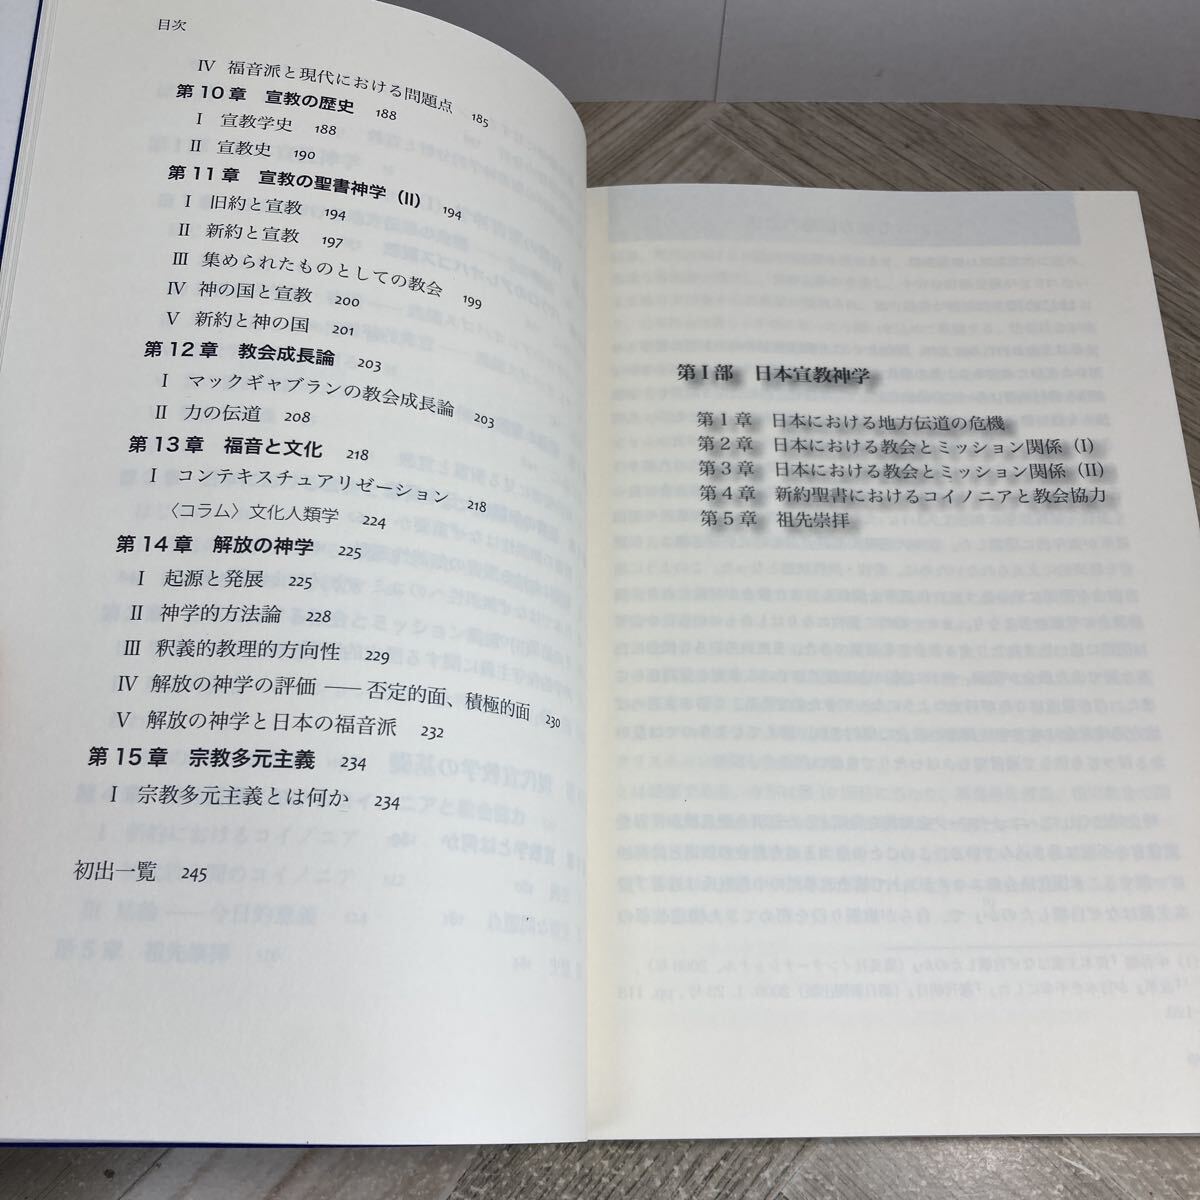 目次
Ⅳ 福音派と現代における問題点 185
第10章 宣教の歴史 188
Ⅰ 宣教学史 188
Ⅱ 宣教史 190
第11章 宣教の聖書神学（II） 194
Ⅰ 旧約と宣教 194
Ⅱ 新約と宣教 197
Ⅲ 集められたものとしての教会 199
Ⅳ 神の国と宣教 200
Ⅴ 新約と神の国 201
第12章 教会成長論 203
Ⅰ マックギャブランの教会成長論 203
Ⅱ 力の伝道 208
第13章 福音と文化 218
Ⅰ コンテキスチュアリゼーション 218
〈コラム〉文化人類学 224
第14章 解放の神学 225
Ⅰ 起源と発展 225
Ⅱ 神学的方法論 228
Ⅲ 釈義的教理的方向性 229
Ⅳ 解放の神学の評価 ―― 否定的面、積極的面 230
Ⅴ 解放の神学と日本の福音派 232
第15章 宗教多元主義 234
Ⅰ 宗教多元主義とは何か 234
初出一覧 245
第Ⅰ部 日本宣教神学
第1章 日本における地方伝道の危機
第2章 日本における教会とミッション関係（I）
第3章 日本における教会とミッション関係（II）
第4章 新約聖書におけるコイノニアと教会協力
第5章 祖先崇拝